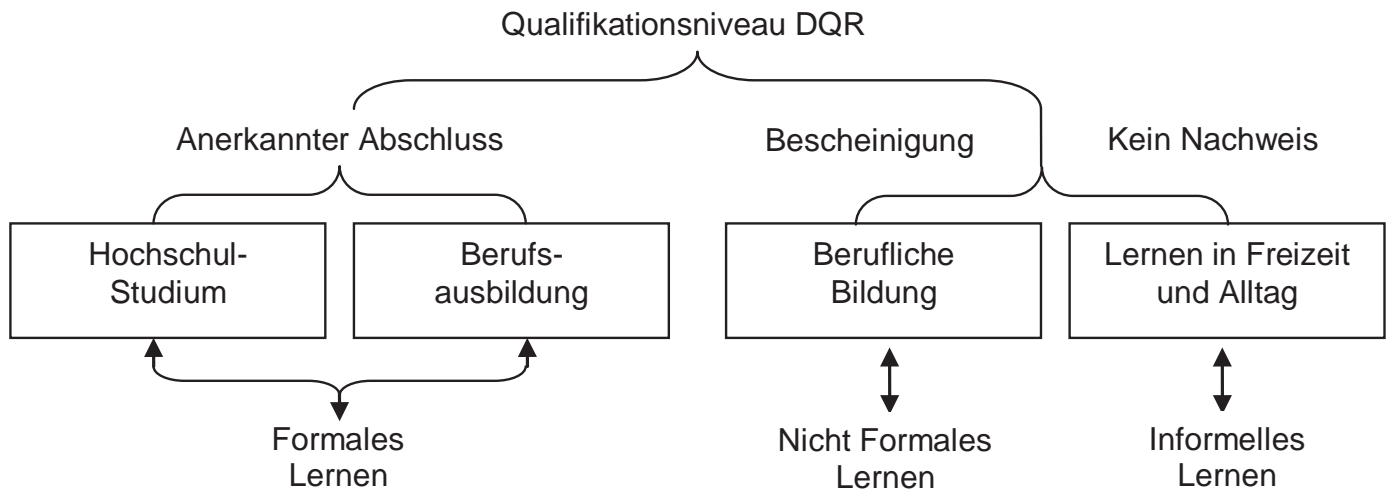 Qualifikationsniveau DQR
Anerkannter Abschluss
Bescheinigung
Kein Nachweis
Hochschul-
Studium
Berufs-
ausbildung
Berufliche
Bildung
Lernen in Freizeit
und Alltag
Formales
Lernen
Nicht Formales
Lernen
Informelles
Lernen